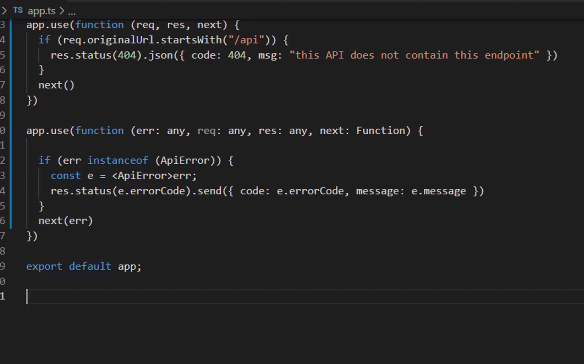 > TS app.ts > ...
3 app.use(function (req, res, next) {
4 if (req.originalUrl.startsWith("/api")) {
5 res.status(404).json({ code: 404, msg: "this API does not contain this endpoint" })
6 }
7 next()
8 })
9
0 app.use(function (err: any, req: any, res: any, next: Function) {
1
2 if (err instanceof (ApiError)) {
3 const e = <ApiError>err;
4 res.status(e.errorCode).send({ code: e.errorCode, message: e.message })
5 }
6 next(err)
7 })
8
9 export default app;
0
1